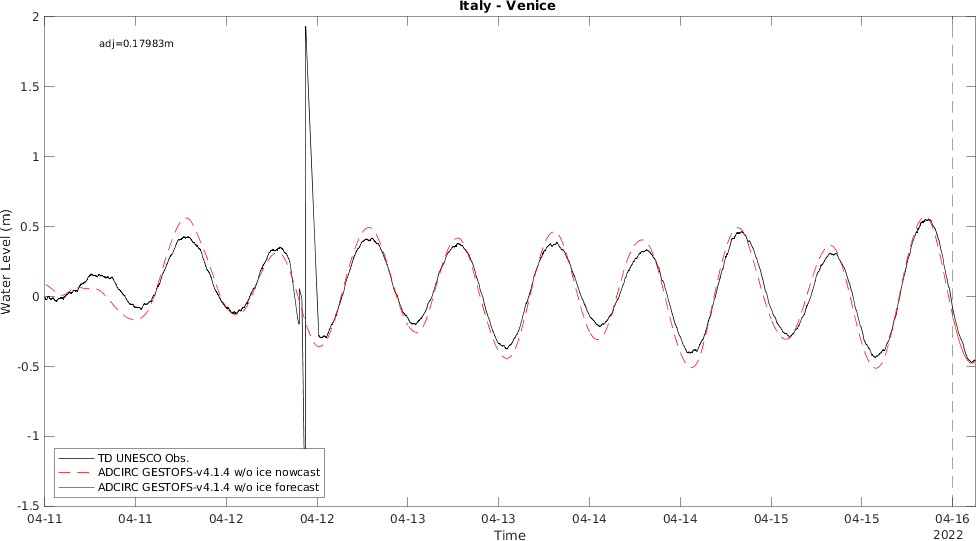 Italy - Venice
adj=0.17983m
2
1.5
1
0.5
0
-0.5
-1
-1.5
Water Level (m)
TD UNESCO Obs.
ADCIRC GESTOFS-v4.1.4 w/o ice nowcast
ADCIRC GESTOFS-v4.1.4 w/o ice forecast
04-11 04-11 04-12 04-12 04-13 04-13 04-14 04-14 04-15 04-15 04-16
Time
2022